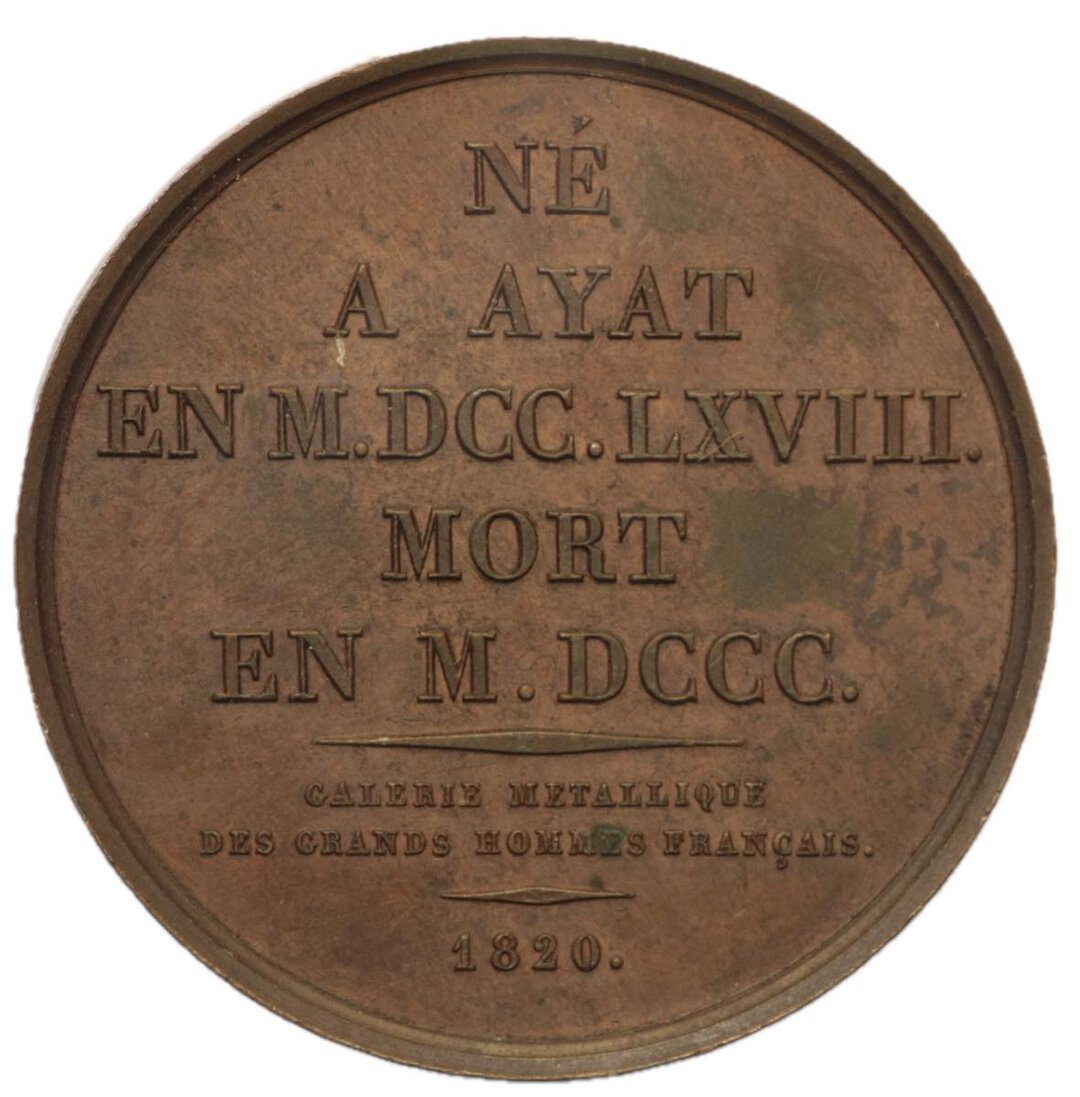 NÉ
A AYAT
EN M.DCC.LXVIII.
MORT
EN M.DCCC.
GALERIE METALLIQUE
DES GRANDS HOMMES FRANÇAIS.
1820.